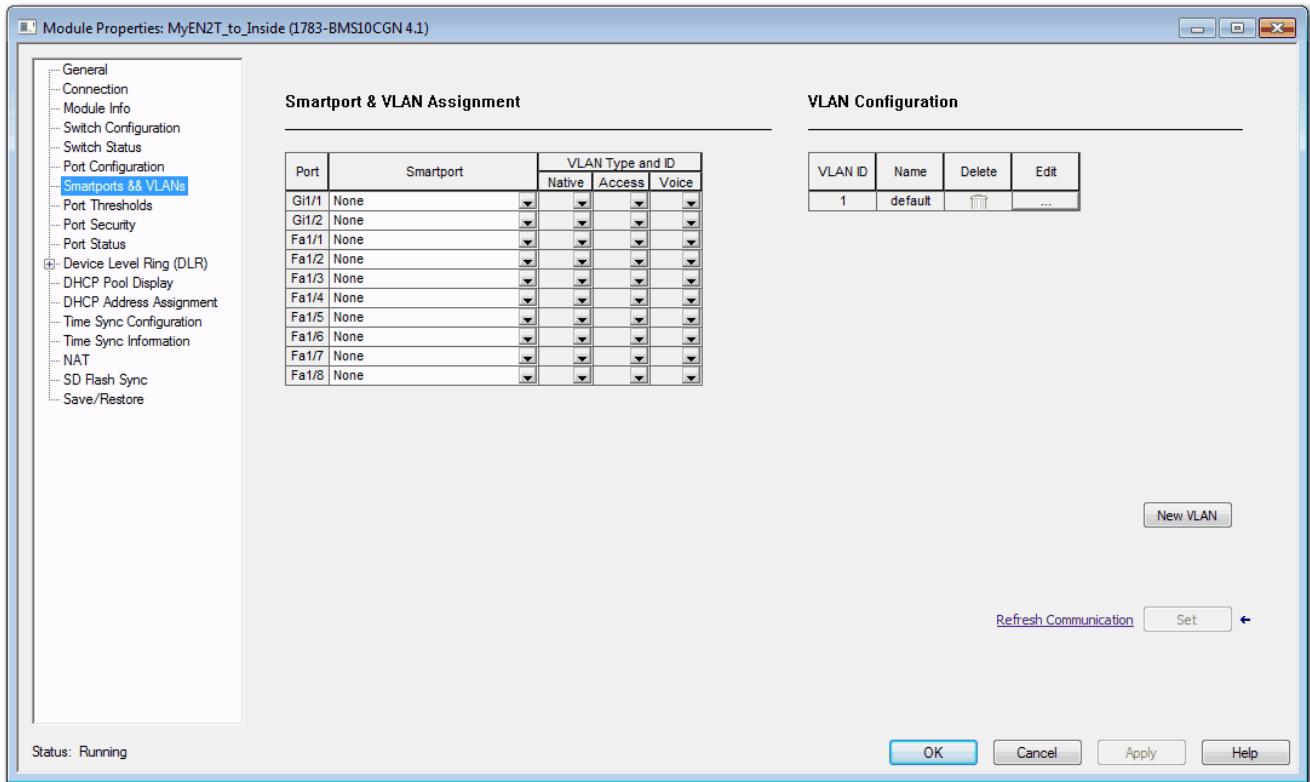 Module Properties: MyEN2T_to_Inside (1783-BMS10CGN 4.1)
General
Connection
Module Info
Switch Configuration
Switch Status
Port Configuration
Smartports && VLANs
Port Thresholds
Port Security
Port Status
Device Level Ring (DLR)
DHCP Pool Display
DHCP Address Assignment
Time Sync Configuration
Time Sync Information
NAT
SD Flash Sync
Save/Restore
Smartport & VLAN Assignment
Port Smartport VLAN Type and ID
Native Access Voice
Gi1/1 None
Gi1/2 None
Fa1/1 None
Fa1/2 None
Fa1/3 None
Fa1/4 None
Fa1/5 None
Fa1/6 None
Fa1/7 None
Fa1/8 None
VLAN Configuration
VLAN ID Name Delete Edit
1 default ...
New VLAN
Refresh Communication Set
Status: Running
OK Cancel Apply Help